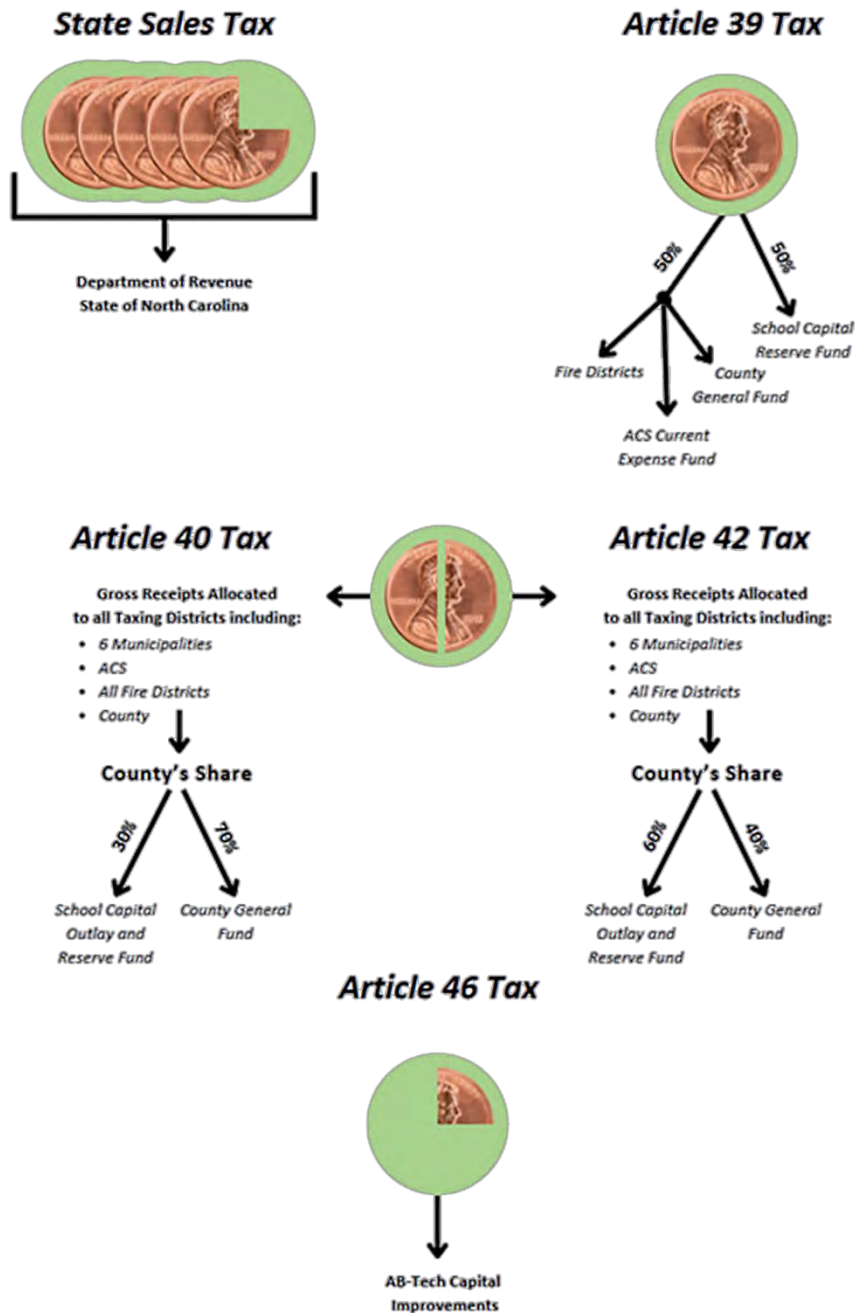 State Sales Tax
Department of Revenue
State of North Carolina
Article 39 Tax
50%
50%
School Capital
Reserve Fund
Fire Districts
County
General Fund
ACS Current
Expense Fund
Article 40 Tax
Gross Receipts Allocated
to all Taxing Districts including:
• 6 Municipalities
• ACS
• All Fire Districts
• County
County's Share
30%
70%
School Capital
Outlay and
Reserve Fund
County General
Fund
Article 42 Tax
Gross Receipts Allocated
to all Taxing Districts including:
• 6 Municipalities
• ACS
• All Fire Districts
• County
County's Share
60%
40%
School Capital
Outlay and
Reserve Fund
County General
Fund
Article 46 Tax
AB-Tech Capital
Improvements